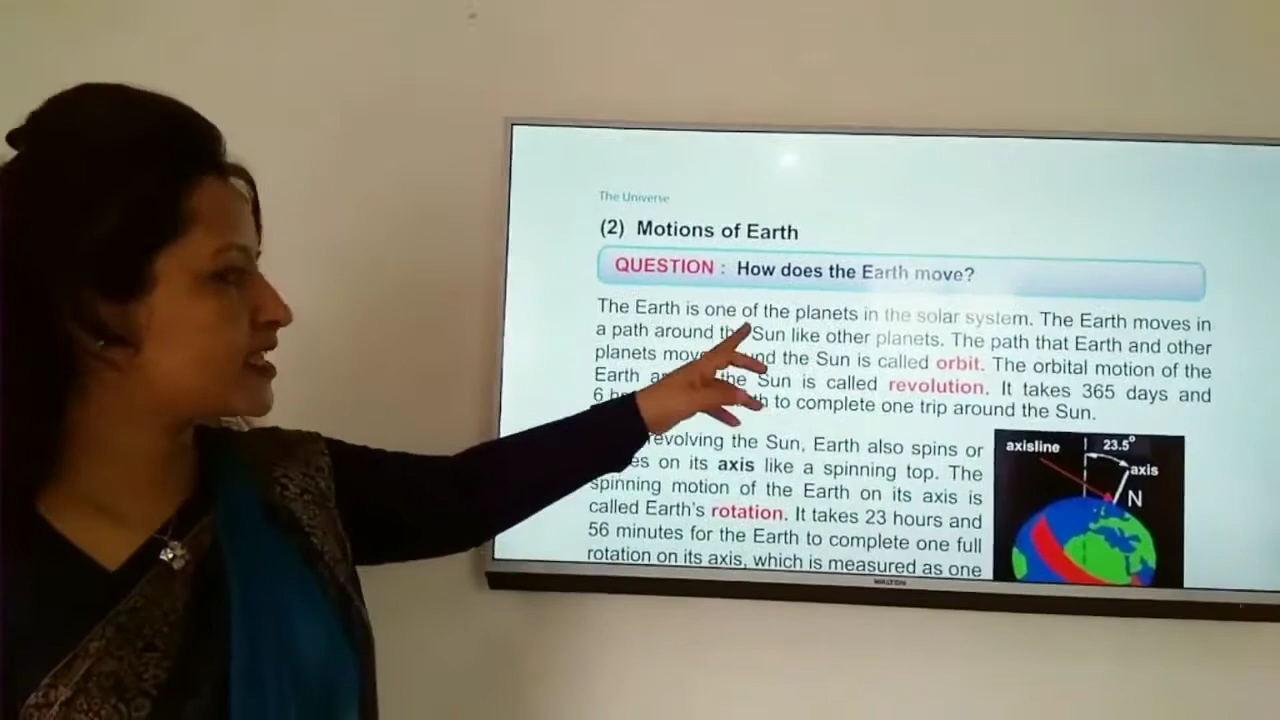 The Universe
(2) Motions of Earth
QUESTION : How does the Earth move?
The Earth is one of the planets in the solar system. The Earth moves in
a path around the Sun like other planets. The path that Earth and other
planets the Sun is called orbit. The orbital motion of the
Earth the Sun is called revolution. It takes 365 days and
6 to complete one trip around the Sun.
revolving the Sun, Earth also spins or
on its axis like a spinning top. The
spinning motion of the Earth on its axis is
called Earth's rotation. It takes 23 hours and
56 minutes for the Earth to complete one full
rotation on its axis, which is measured as one
axisline
23.5°
axis
N
WALTON